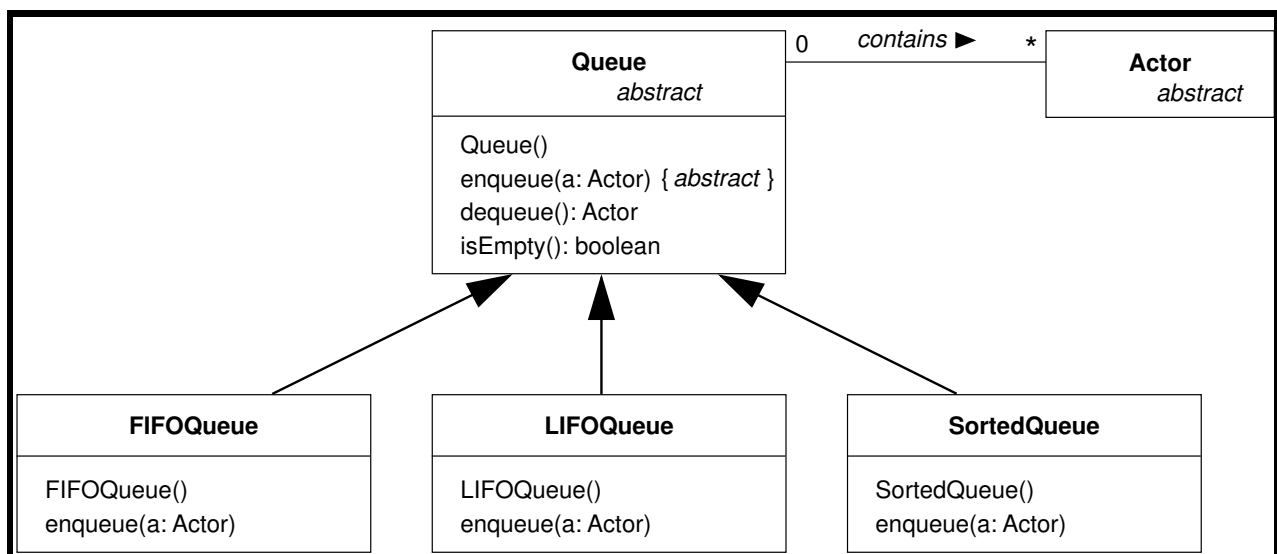 Queue
abstract
0 contains ► *
Actor
abstract
Queue()
enqueue(a: Actor) { abstract }
dequeue(): Actor
isEmpty(): boolean
FIFOQueue
FIFOQueue()
enqueue(a: Actor)
LIFOQueue
LIFOQueue()
enqueue(a: Actor)
SortedQueue
SortedQueue()
enqueue(a: Actor)